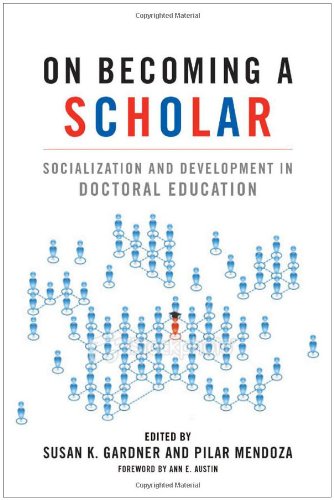 Copyrighted Material
ON BECOMING A
SCHOLAR
SOCIALIZATION AND DEVELOPMENT IN
DOCTORAL EDUCATION
EDITED BY
SUSAN K. GARDNER AND PILAR MENDOZA
FOREWORD BY ANN E. AUSTIN
Copyrighted Material